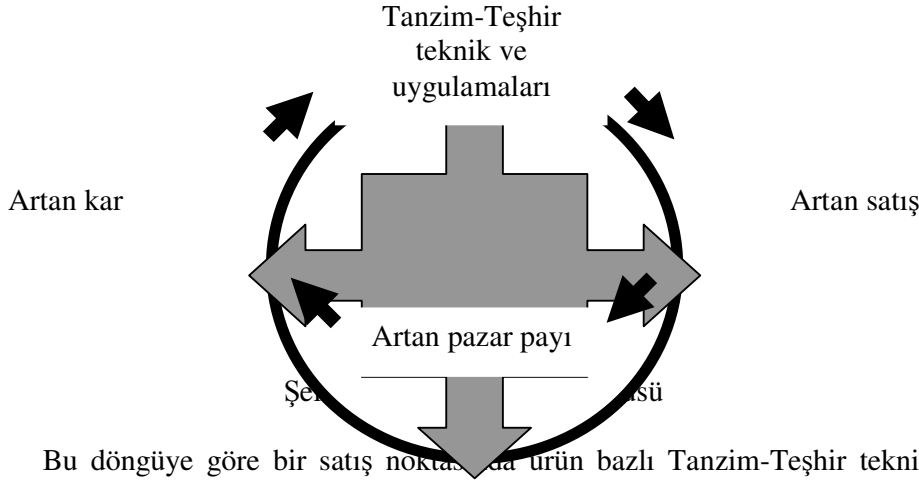 Tanzim-Teşhir
teknik ve
uygulamaları
Artan kar
Artan satış
Artan pazar payı
Bu döngüye göre bir satış ürün bazlı Tanzim-Teşhir tekni